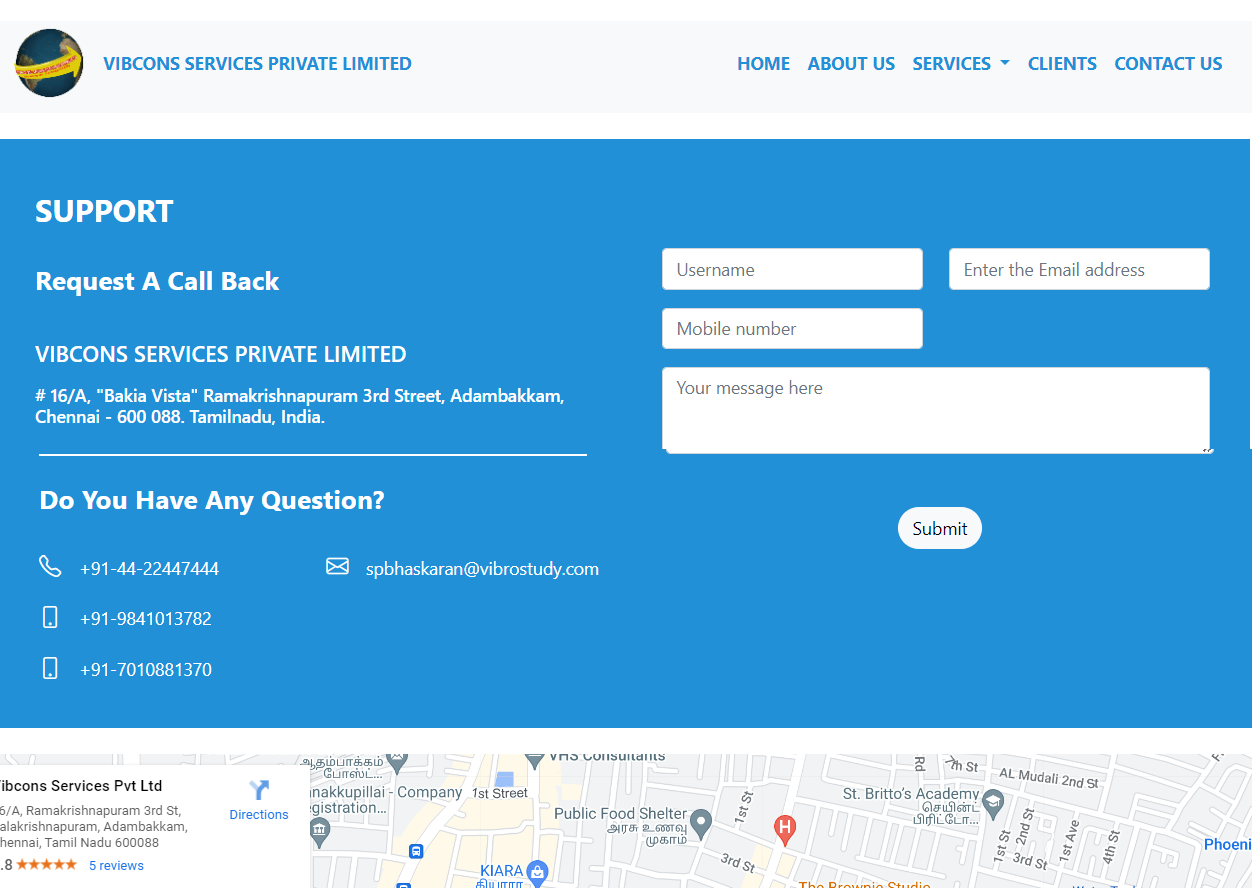 VIBCONS SERVICES PRIVATE LIMITED
HOME ABOUT US SERVICES CLIENTS CONTACT US
SUPPORT
Request A Call Back
VIBCONS SERVICES PRIVATE LIMITED
# 16/A, "Bakia Vista" Ramakrishnapuram 3rd Street, Adambakkam,
Chennai - 600 088. Tamilnadu, India.
Do You Have Any Question?
+91-44-22447444 spbhaskaran@vibrostudy.com
+91-9841013782
+91-7010881370
Username Enter the Email address
Mobile number
Your message here
Submit
ibcons Services Pvt Ltd
6/A, Ramakrishnapuram 3rd St,
alakrishnapuram, Adambakkam,
hennai, Tamil Nadu 600088
.8 5 reviews
Directions
ஆதம்பாக்கம்
போஸ்ட்...
nakkupillai - Company
gistration...
1st Street
VHS Consultants
Public Food Shelter
அரசு உணவு
முகாம்
KIARA
தியாரா
H
1st St
3rd St
The Brownie Studio
Rd
7th St
AL Mudali 2nd St
St. Britto's Academy
செயின்ட்
பிரிட்டோ...
1st St
2nd St
3rd St
1st Ave
4th St
Phoeni